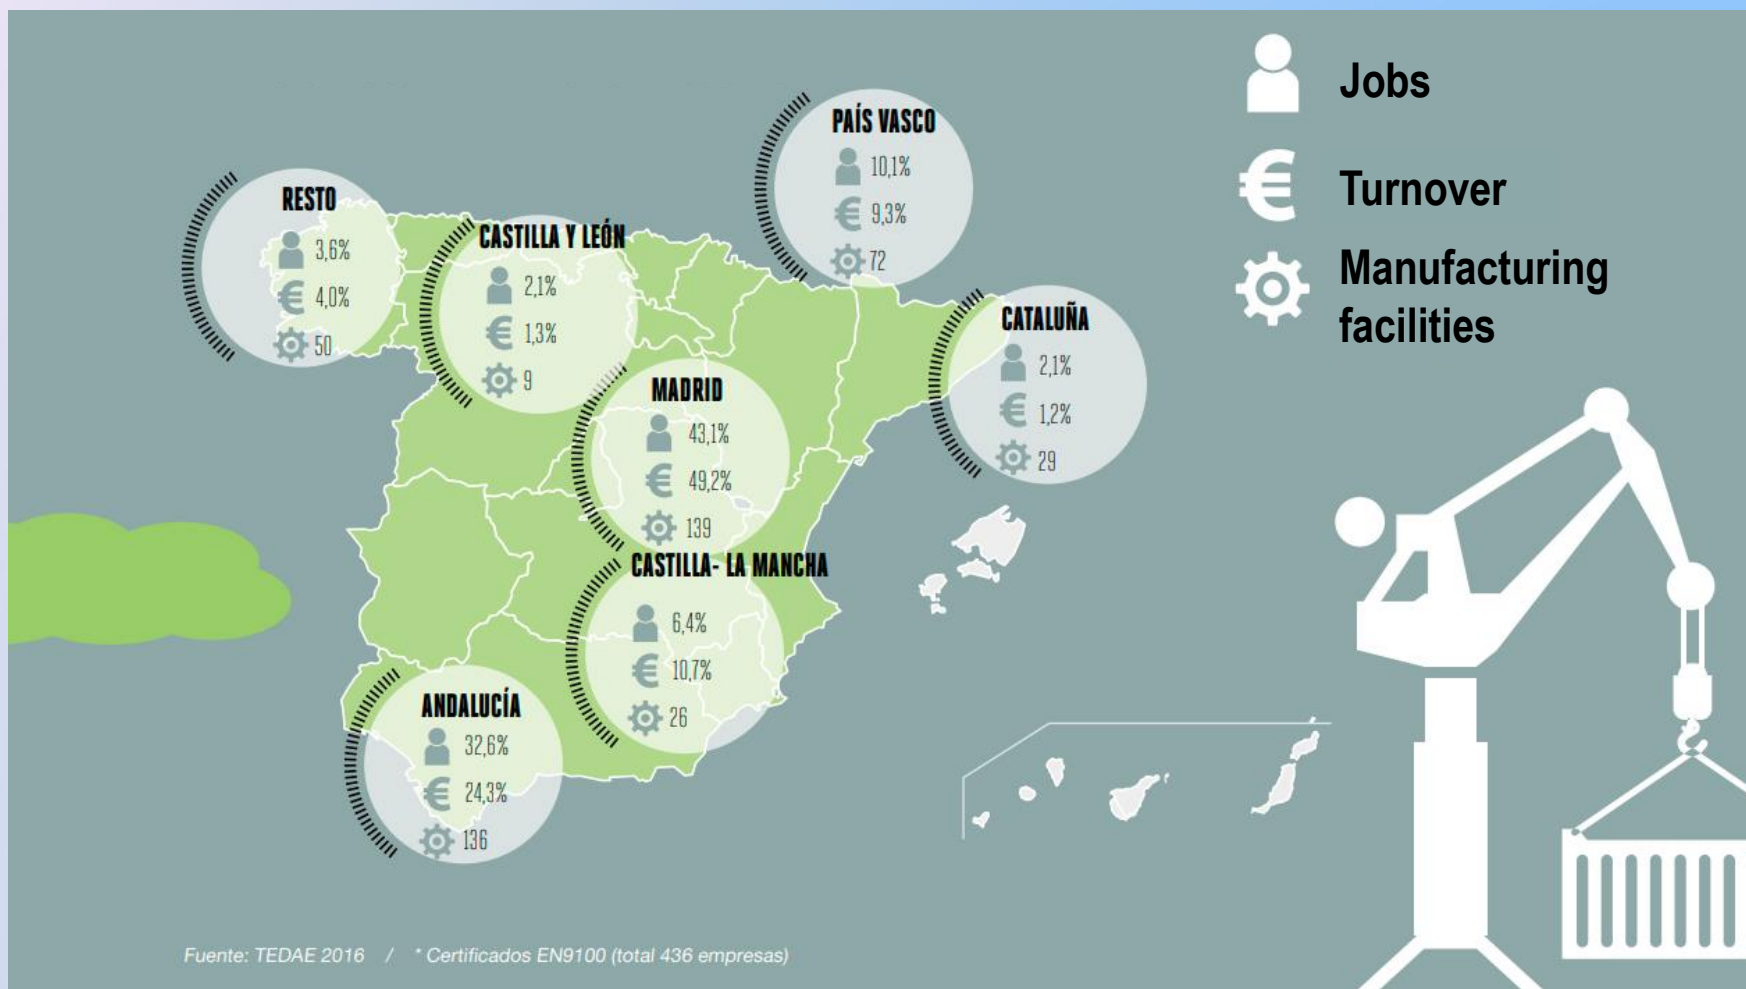 Jobs
Turnover
Manufacturing
facilities
PAÍS VASCO
10,1%
9,3%
72
RESTO
3,6%
4,0%
50
CASTILLA Y LEÓN
2,1%
1,3%
9
CATALUÑA
2,1%
1,2%
29
MADRID
43,1%
49,2%
139
CASTILLA- LA MANCHA
6,4%
10,7%
26
ANDALUCÍA
32,6%
24,3%
136
Fuente: TEDAE 2016 / * Certificados EN9100 (total 436 empresas)